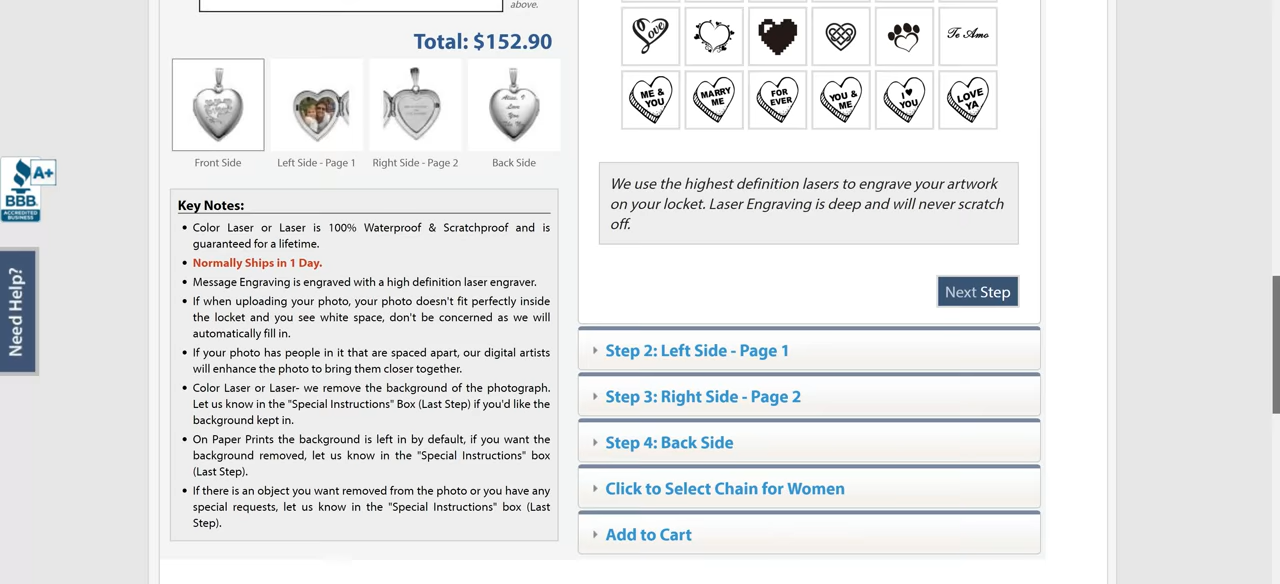 above.
Total: $152.90
Front Side
Left Side - Page 1
Right Side - Page 2
Back Side
Key Notes:
• Color Laser or Laser is 100% Waterproof & Scratchproof and is
guaranteed for a lifetime.
• Normally Ships in 1 Day.
• Message Engraving is engraved with a high definition laser engraver.
• If when uploading your photo, your photo doesn't fit perfectly inside
the locket and you see white space, don't be concerned as we will
automatically fill in.
• If your photo has people in it that are spaced apart, our digital artists
will enhance the photo to bring them closer together.
• Color Laser or Laser- we remove the background of the photograph.
Let us know in the "Special Instructions" Box (Last Step) if you'd like the
background kept in.
• On Paper Prints the background is left in by default, if you want the
background removed, let us know in the "Special Instructions" box
(Last Step).
• If there is an object you want removed from the photo or you have any
special requests, let us know in the "Special Instructions" box (Last
Step).
A+
BBB
ACCREDITED
BUSINESS
Need Help?
Love
Te Amo
ME &
YOU
MARRY
ME
FOR
EVER
YOU &
ME
I ♥
YOU
LOVE
YA
We use the highest definition lasers to engrave your artwork
on your locket. Laser Engraving is deep and will never scratch
off.
Next Step
Step 2: Left Side - Page 1
Step 3: Right Side - Page 2
Step 4: Back Side
Click to Select Chain for Women
Add to Cart